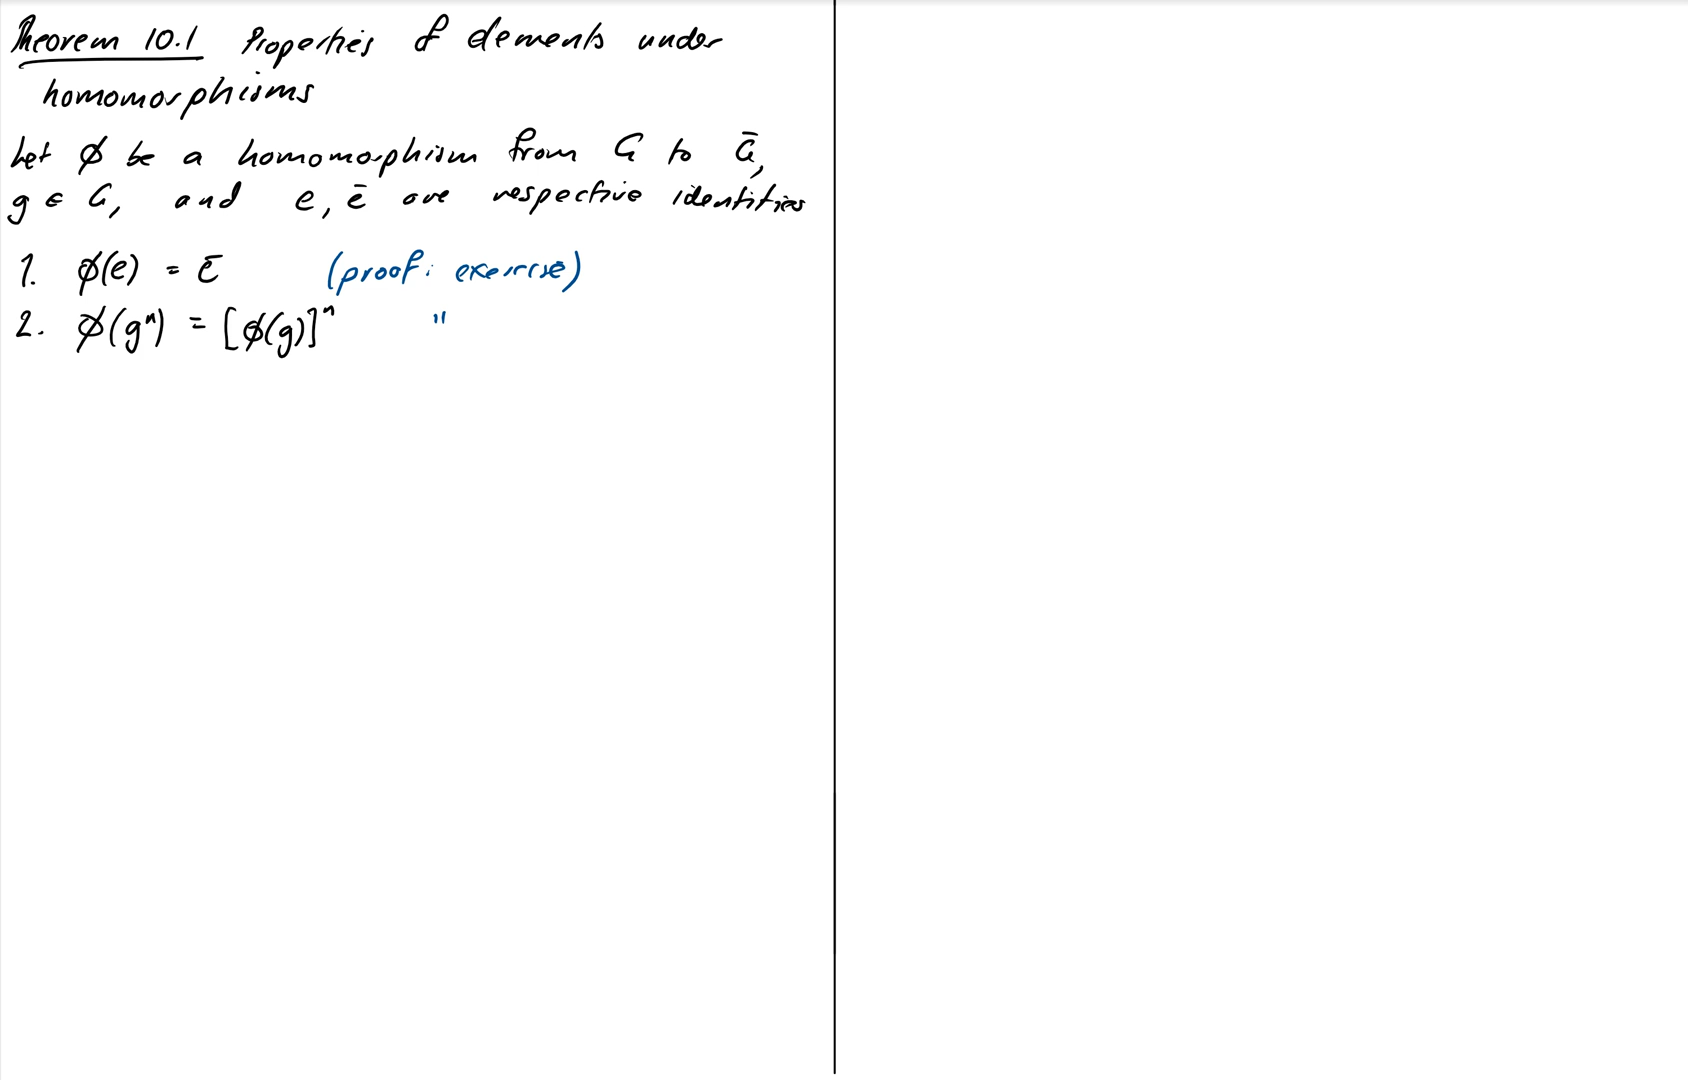 Theorem 10.1 Properties of elements under
homomorphisms
Let ϕ be a homomorphism from G to Ḡ,
g ∈ G, and e, ē are respective identities
1. ϕ(e) = ē (proof: exercise)
2. ϕ(gⁿ) = [ϕ(g)]ⁿ "